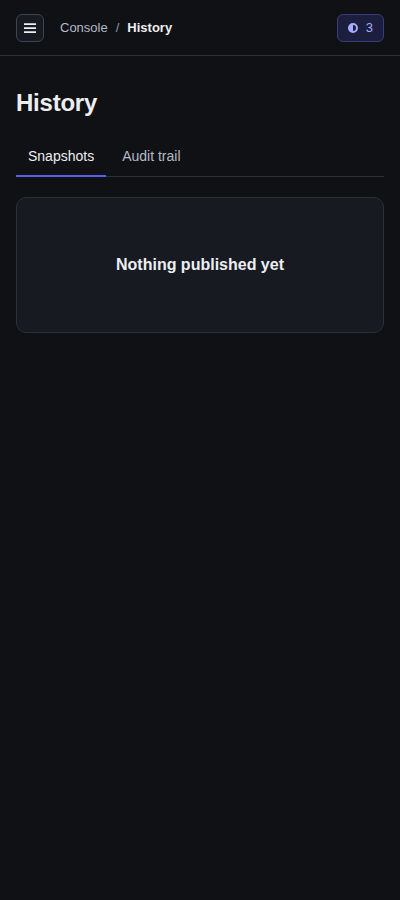 Console / History
3
History
Snapshots
Audit trail
Nothing published yet